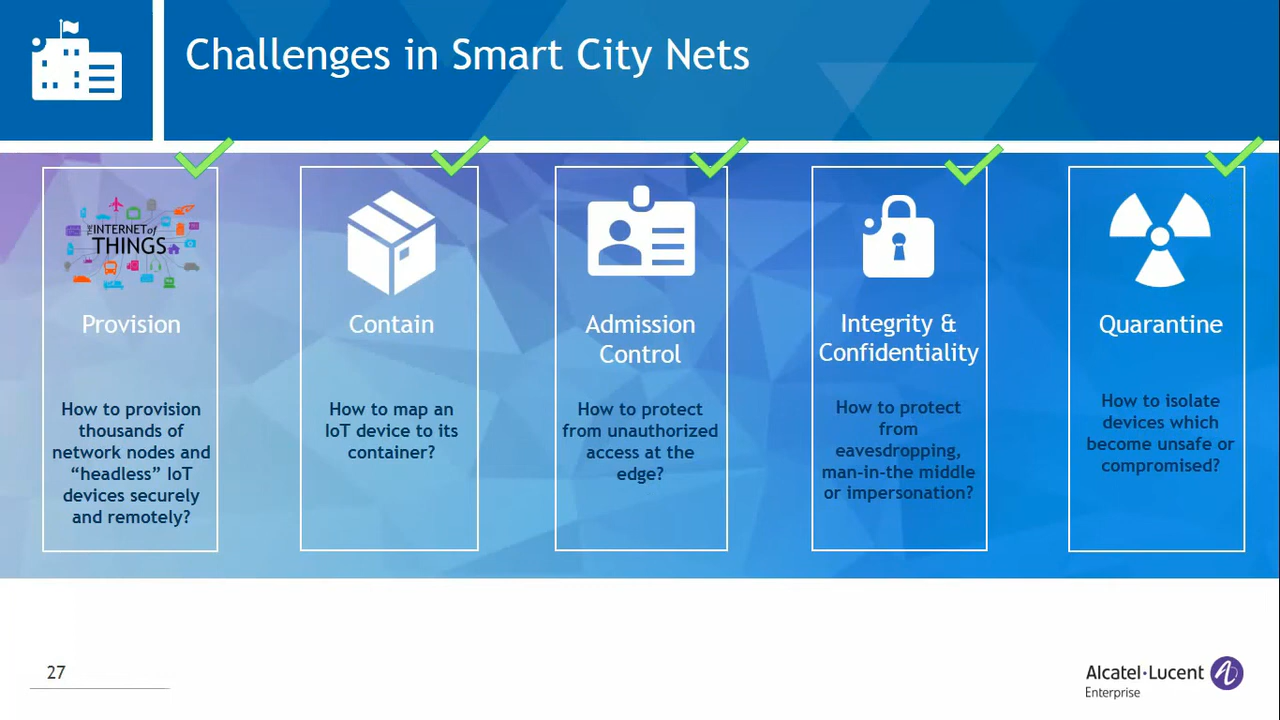 Challenges in Smart City Nets
THE INTERNET of
THINGS
Provision
How to provision
thousands of
network nodes and
“headless” IoT
devices securely
and remotely?
Contain
How to map an
IoT device to its
container?
Admission
Control
How to protect
from unauthorized
access at the
edge?
Integrity &
Confidentiality
How to protect
from
eavesdropping,
man-in-the middle
or impersonation?
Quarantine
How to isolate
devices which
become unsafe or
compromised?
27
Alcatel·Lucent
Enterprise